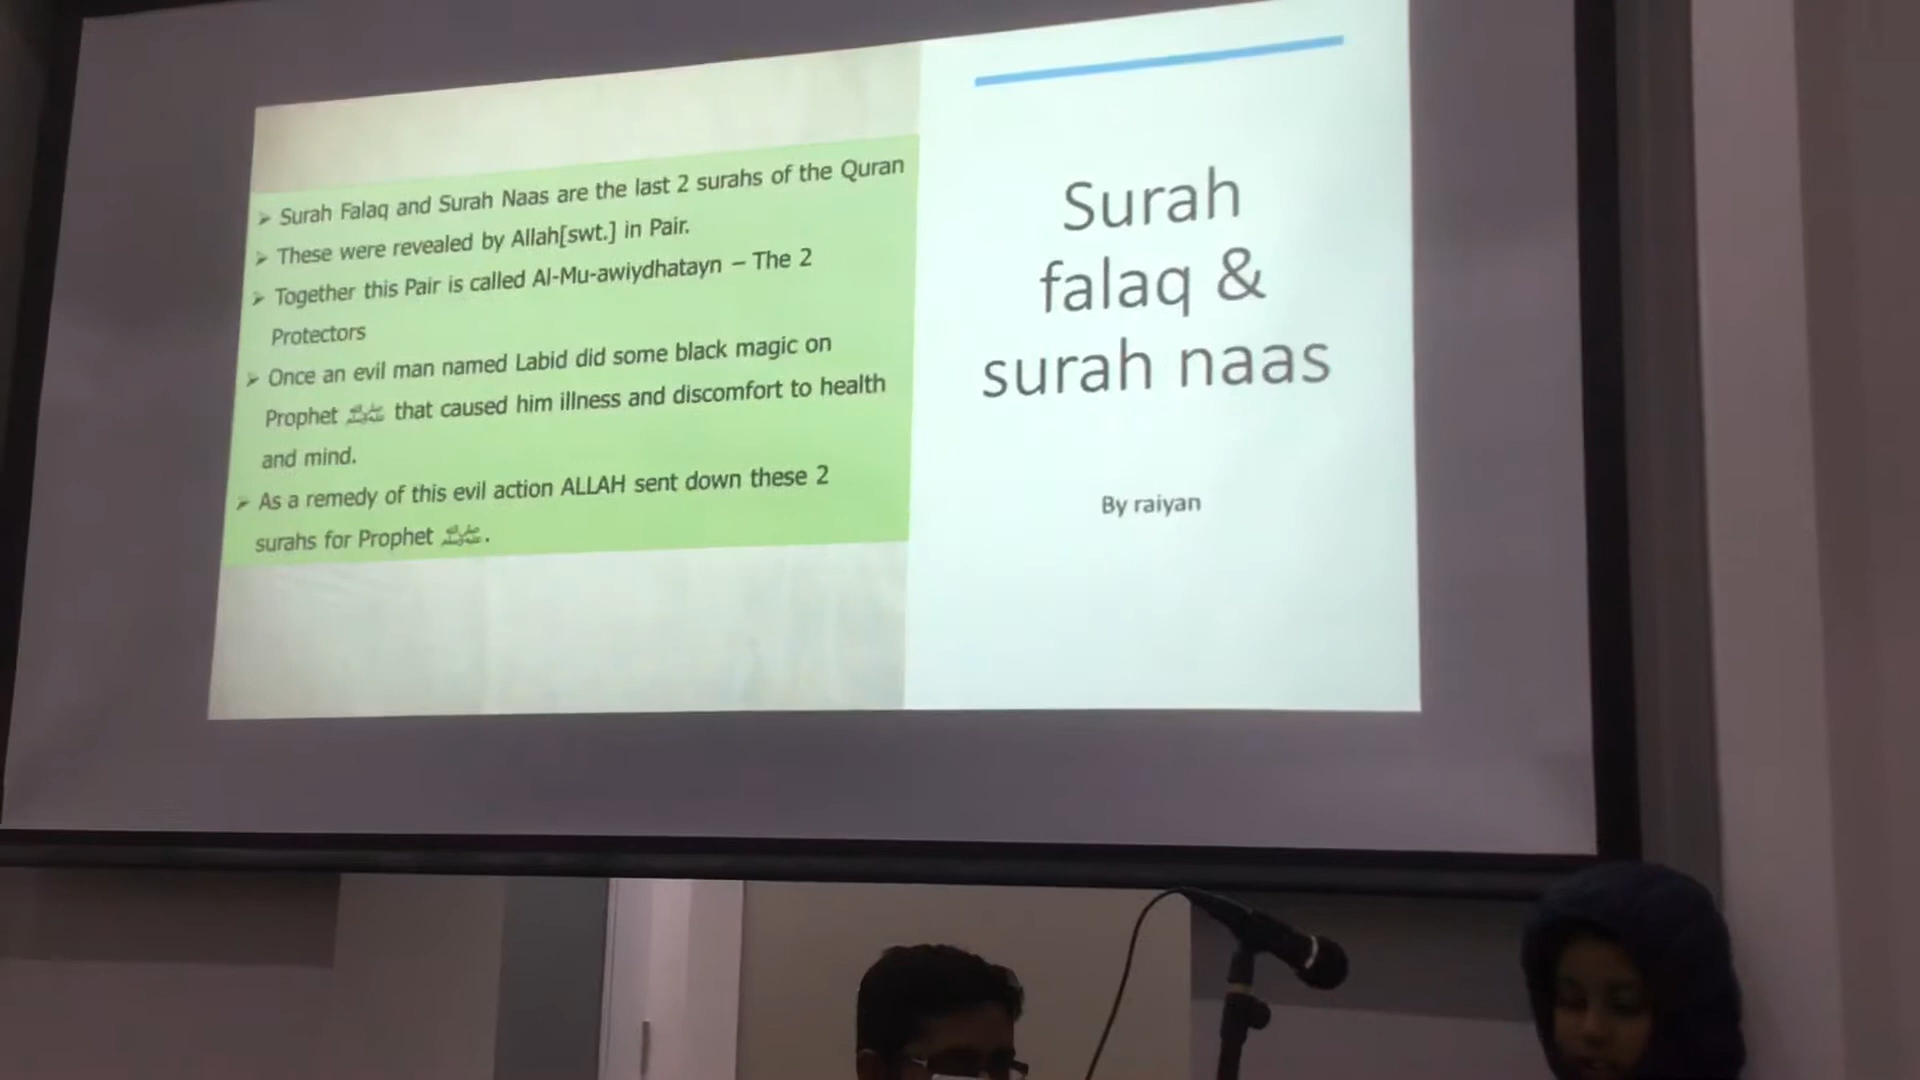 ➢ Surah Falaq and Surah Naas are the last 2 surahs of the Quran
➢ These were revealed by Allah[swt.] in Pair.
➢ Together this Pair is called Al-Mu-awiydhatayn – The 2
Protectors
➢ Once an evil man named Labid did some black magic on
Prophet ﷺ that caused him illness and discomfort to health
and mind.
➢ As a remedy of this evil action ALLAH sent down these 2
surahs for Prophet ﷺ.
Surah
falaq &
surah naas
By raiyan